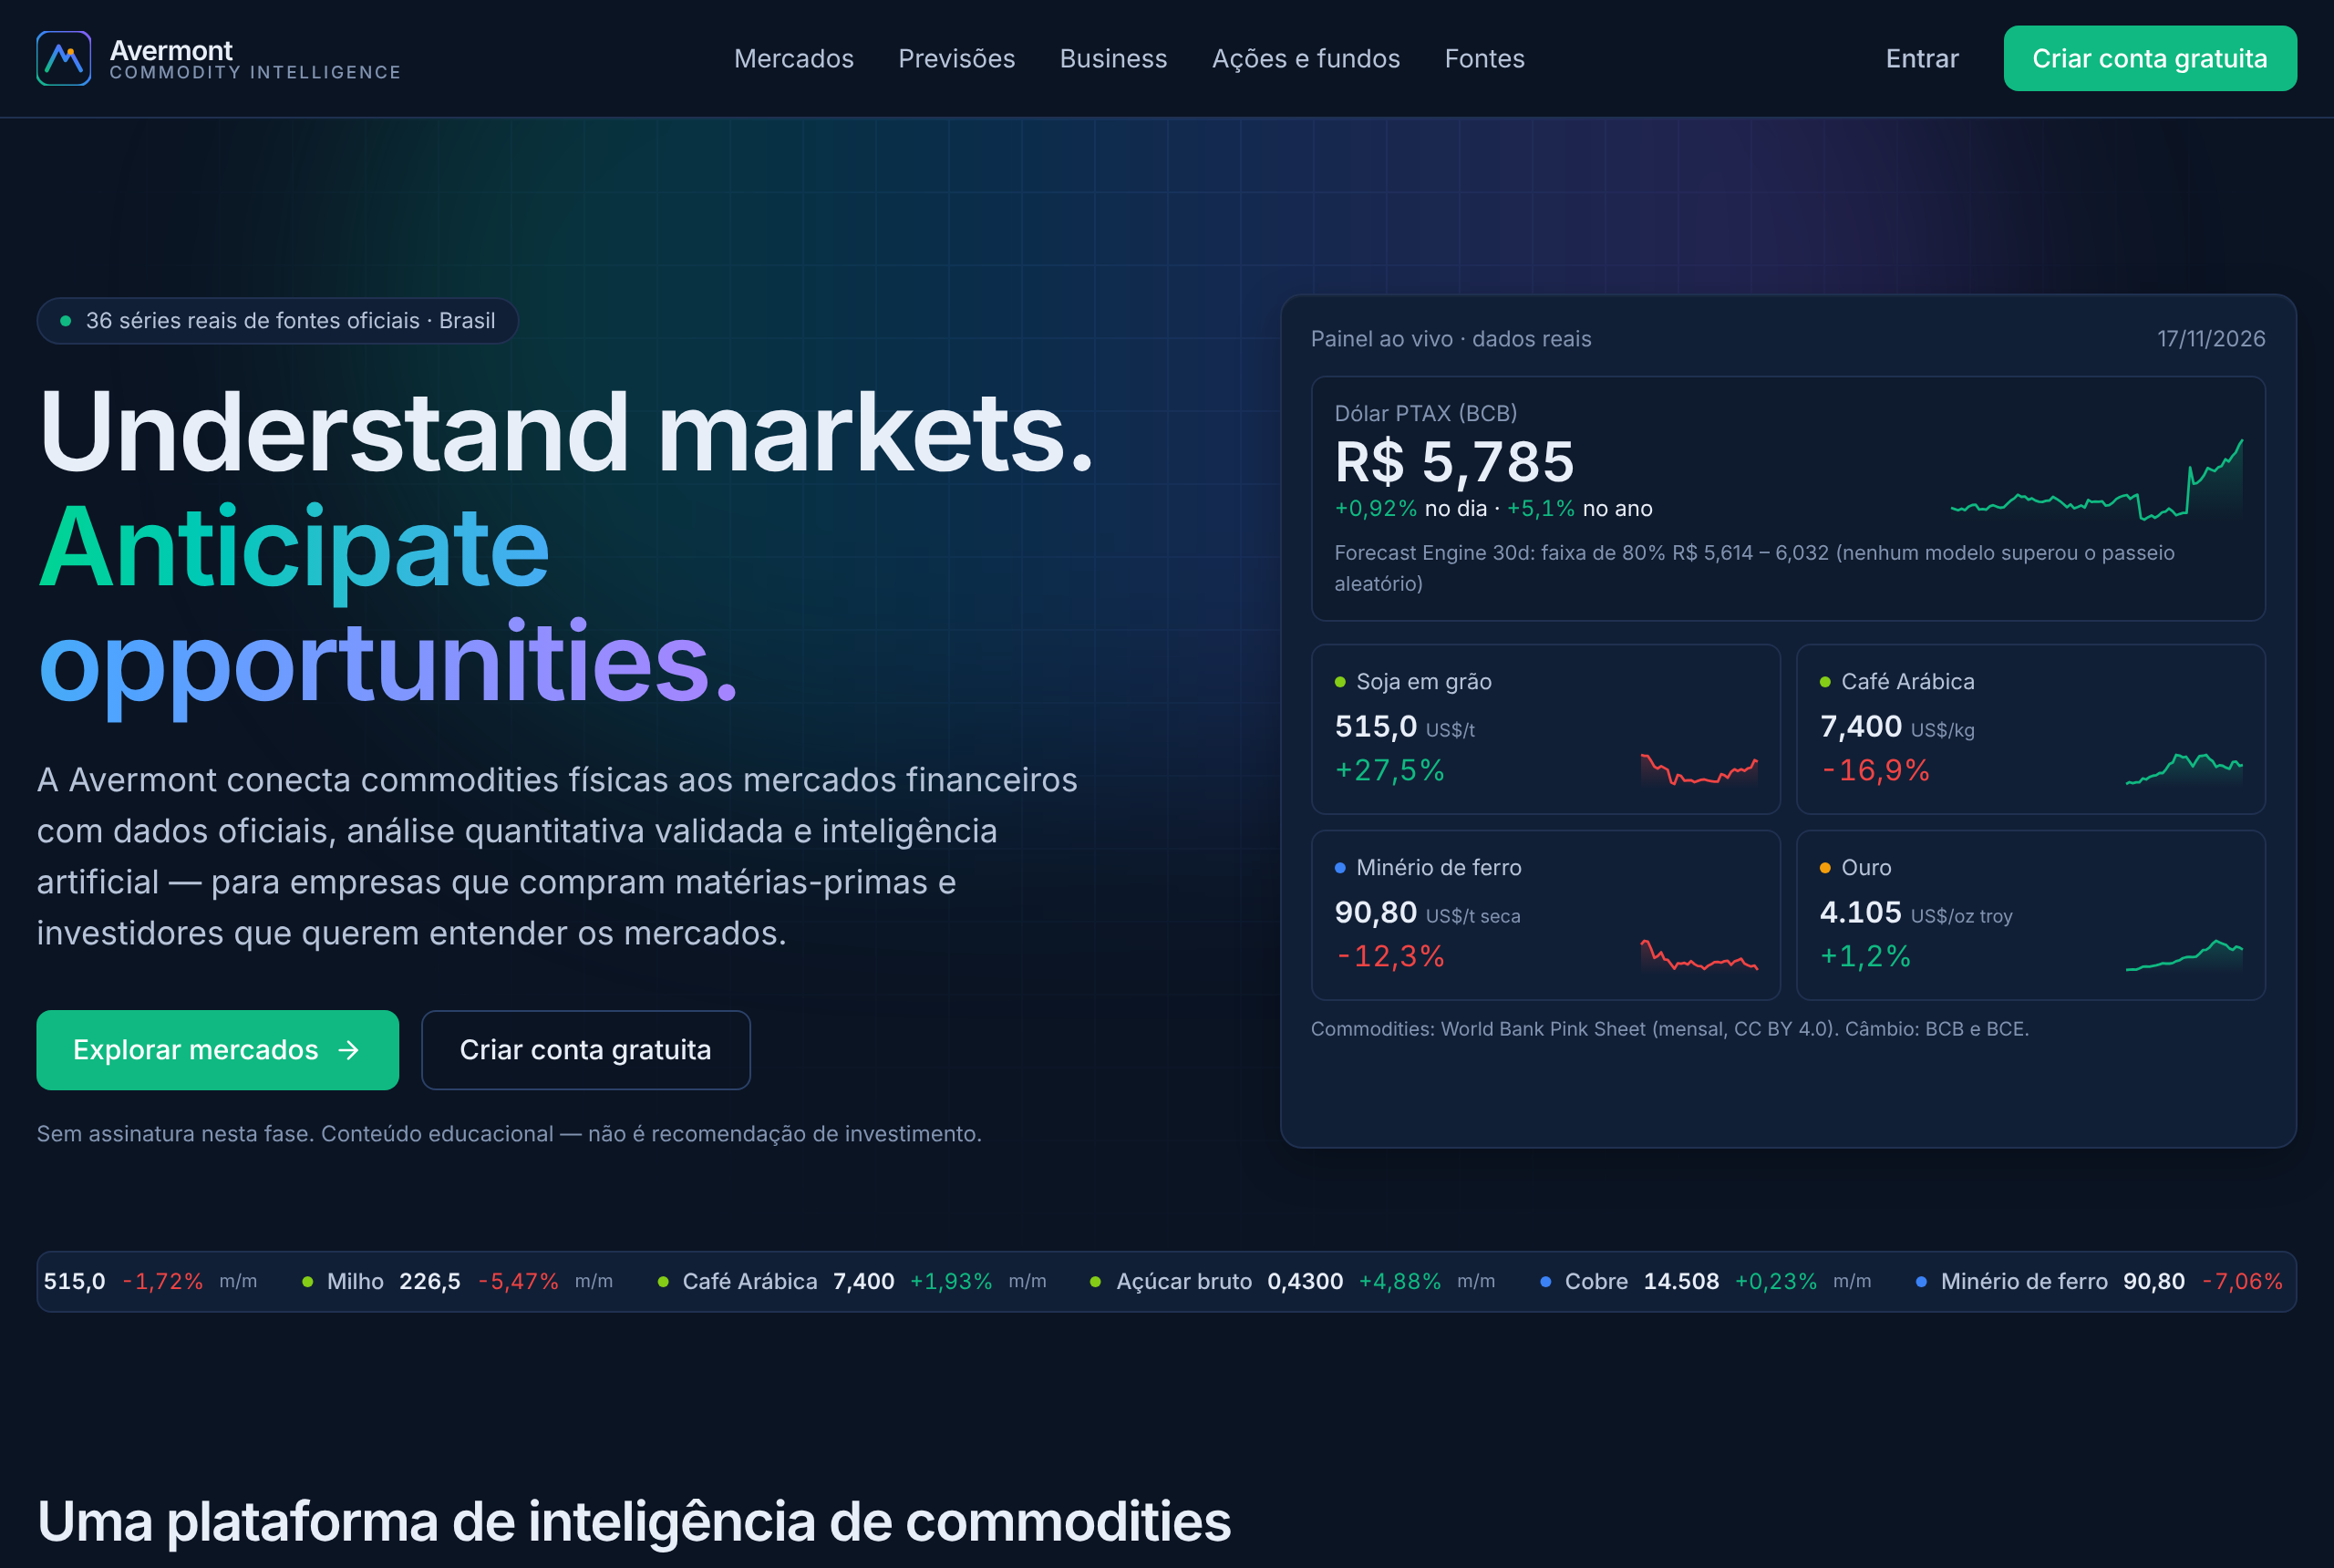 Avermont
COMMODITY INTELLIGENCE
Mercados Previsões Business Ações e fundos Fontes
Entrar Criar conta gratuita
36 séries reais de fontes oficiais · Brasil
Understand markets.
Anticipate
opportunities.
A Avermont conecta commodities físicas aos mercados financeiros
com dados oficiais, análise quantitativa validada e inteligência
artificial — para empresas que compram matérias-primas e
investidores que querem entender os mercados.
Explorar mercados → Criar conta gratuita
Sem assinatura nesta fase. Conteúdo educacional — não é recomendação de investimento.
Painel ao vivo · dados reais 17/11/2026
Dólar PTAX (BCB)
R$ 5,785
+0,92% no dia · +5,1% no ano
Forecast Engine 30d: faixa de 80% R$ 5,614 – 6,032 (nenhum modelo superou o passeio
aleatório)
Soja em grão
515,0 US$/t
+27,5%
Café Arábica
7,400 US$/kg
-16,9%
Minério de ferro
90,80 US$/t seca
-12,3%
Ouro
4.105 US$/oz troy
+1,2%
Commodities: World Bank Pink Sheet (mensal, CC BY 4.0). Câmbio: BCB e BCE.
515,0 -1,72% m/m Milho 226,5 -5,47% m/m Café Arábica 7,400 +1,93% m/m Açúcar bruto 0,4300 +4,88% m/m Cobre 14.508 +0,23% m/m Minério de ferro 90,80 -7,06%
Uma plataforma de inteligência de commodities